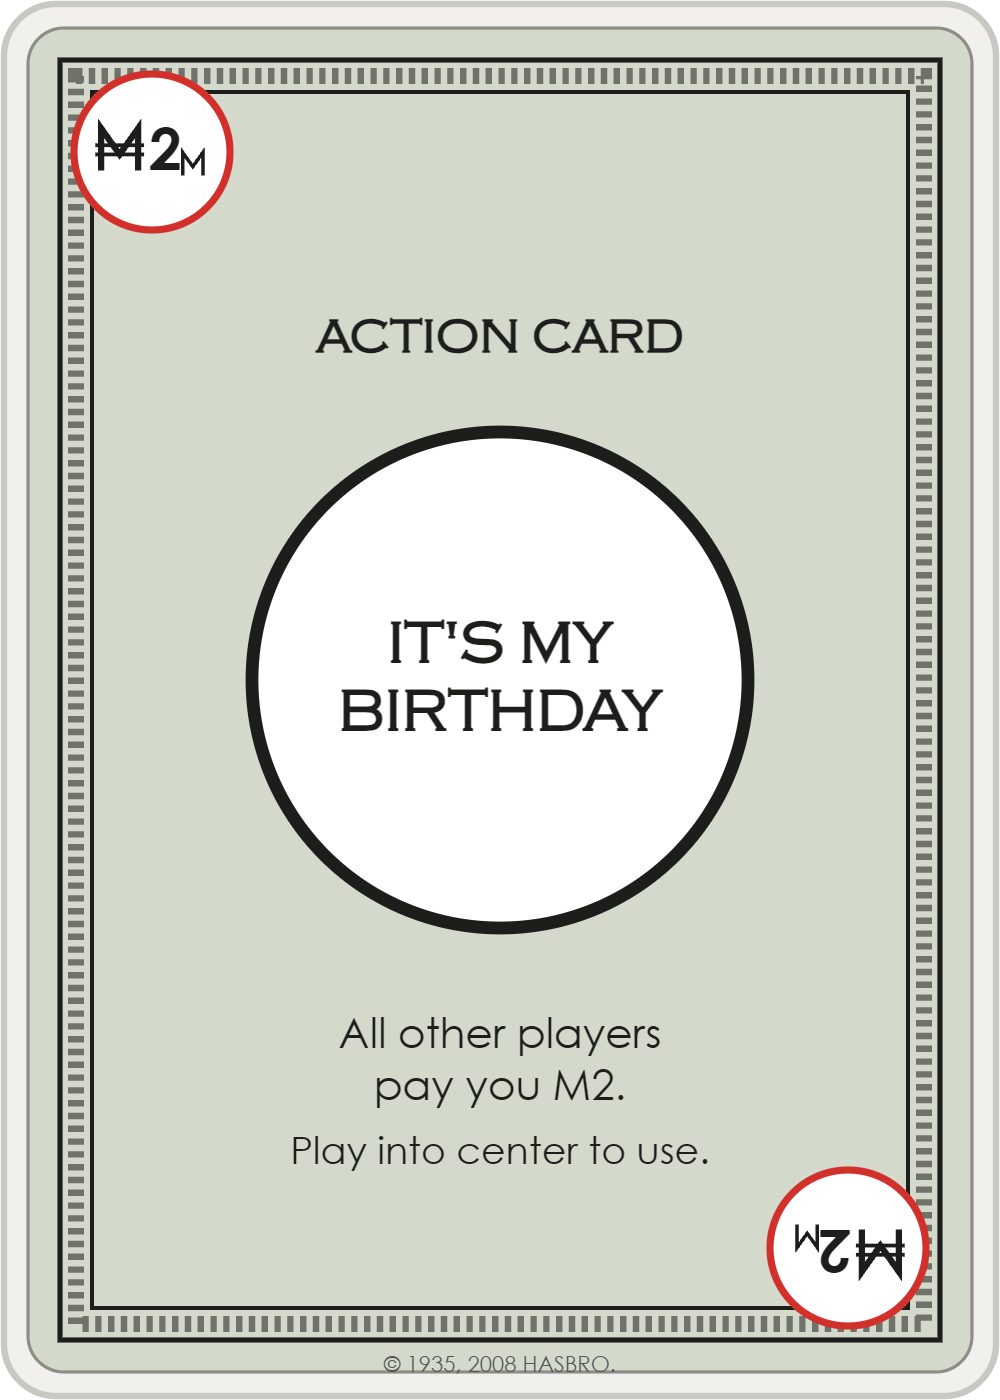 M2M
ACTION CARD
IT'S MY
BIRTHDAY
All other players
pay you M2.
Play into center to use.
M2M
© 1935, 2008 HASBRO.